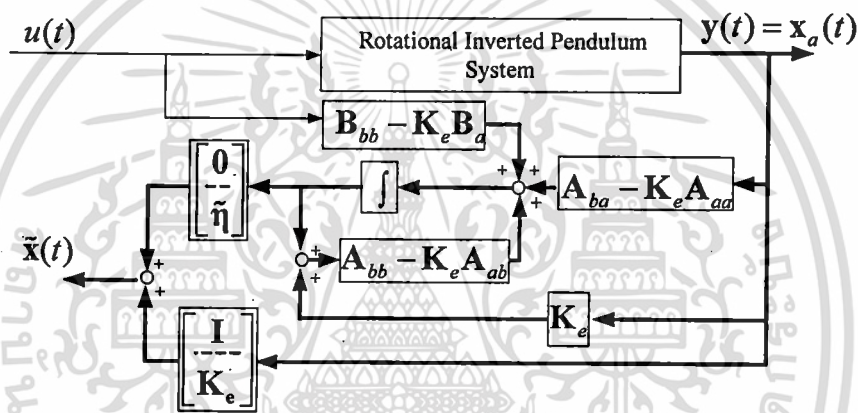 u(t)
Rotational Inverted Pendulum
System
y(t) = x_a(t)
B_bb − K_e B_a
[0 / η̃]
∫
A_ba − K_e A_aa
+ + + +
x̃(t)
+ +
+ +
A_bb − K_e A_ab
K_e
[I / K_e]